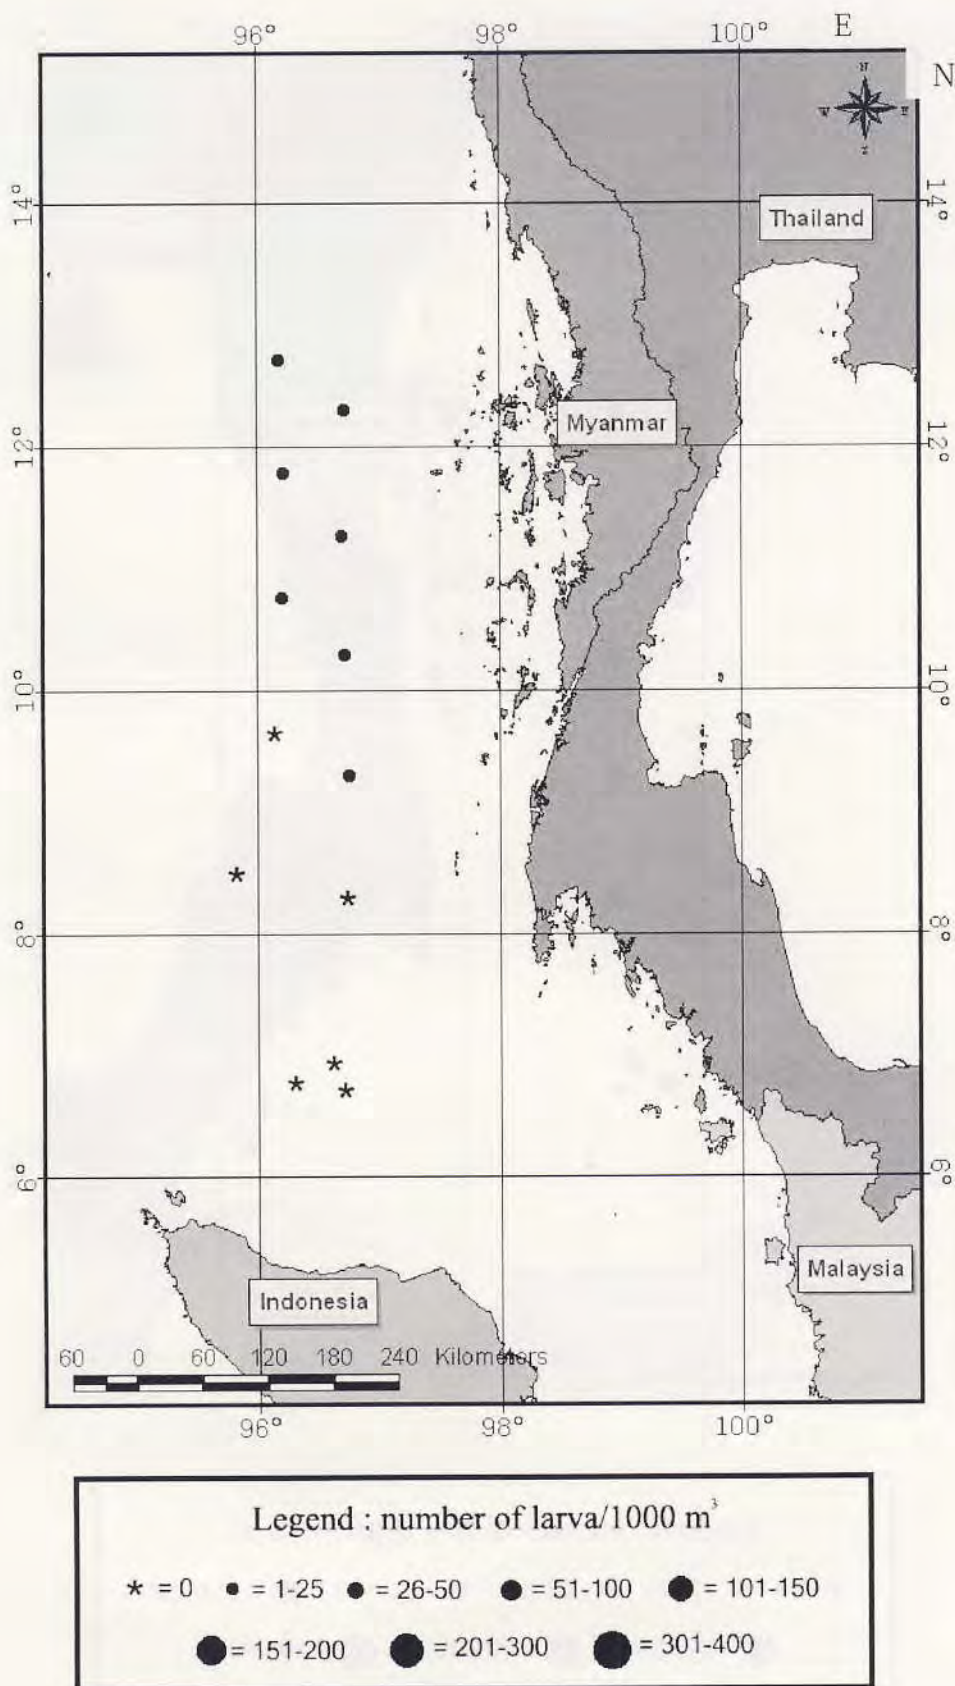 E
96° 98° 100°
N
N
W E
S
14° 14°
Thailand
Myanmar
12° 12°
10° 10°
8° 8°
6° 6°
Malaysia
Indonesia
60 0 60 120 180 240 Kilometers
96° 98° 100°
Legend : number of larva/1000 m³
* = 0 = 1-25 = 26-50 = 51-100 = 101-150
= 151-200 = 201-300 = 301-400